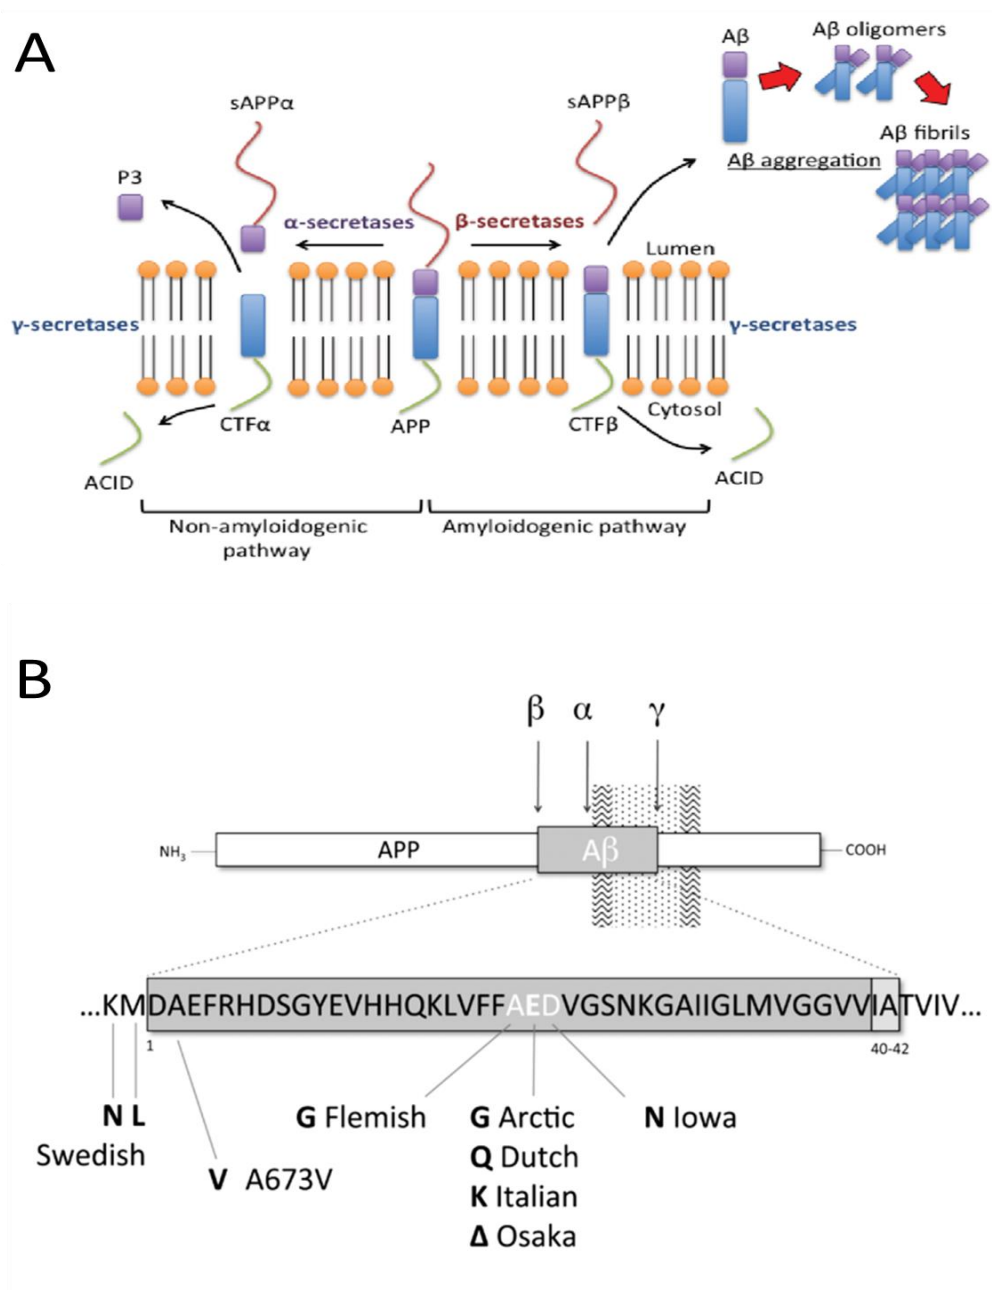 A
Aβ
Aβ oligomers
sAPPα
sAPPβ
Aβ fibrils
Aβ aggregation
P3
α-secretases
β-secretases
Lumen
γ-secretases
γ-secretases
Cytosol
CTFα
APP
CTFβ
ACID
ACID
Non-amyloidogenic
pathway
Amyloidogenic pathway
B
β α γ
NH3
APP
Aβ
COOH
...KMDAEFRHDSGYEVHHQKLVFFAEDVGSNKGAIIGLMVGGVVIATVIV...
1
40-42
N L
Swedish
V A673V
G Flemish
G Arctic
Q Dutch
K Italian
Δ Osaka
N Iowa